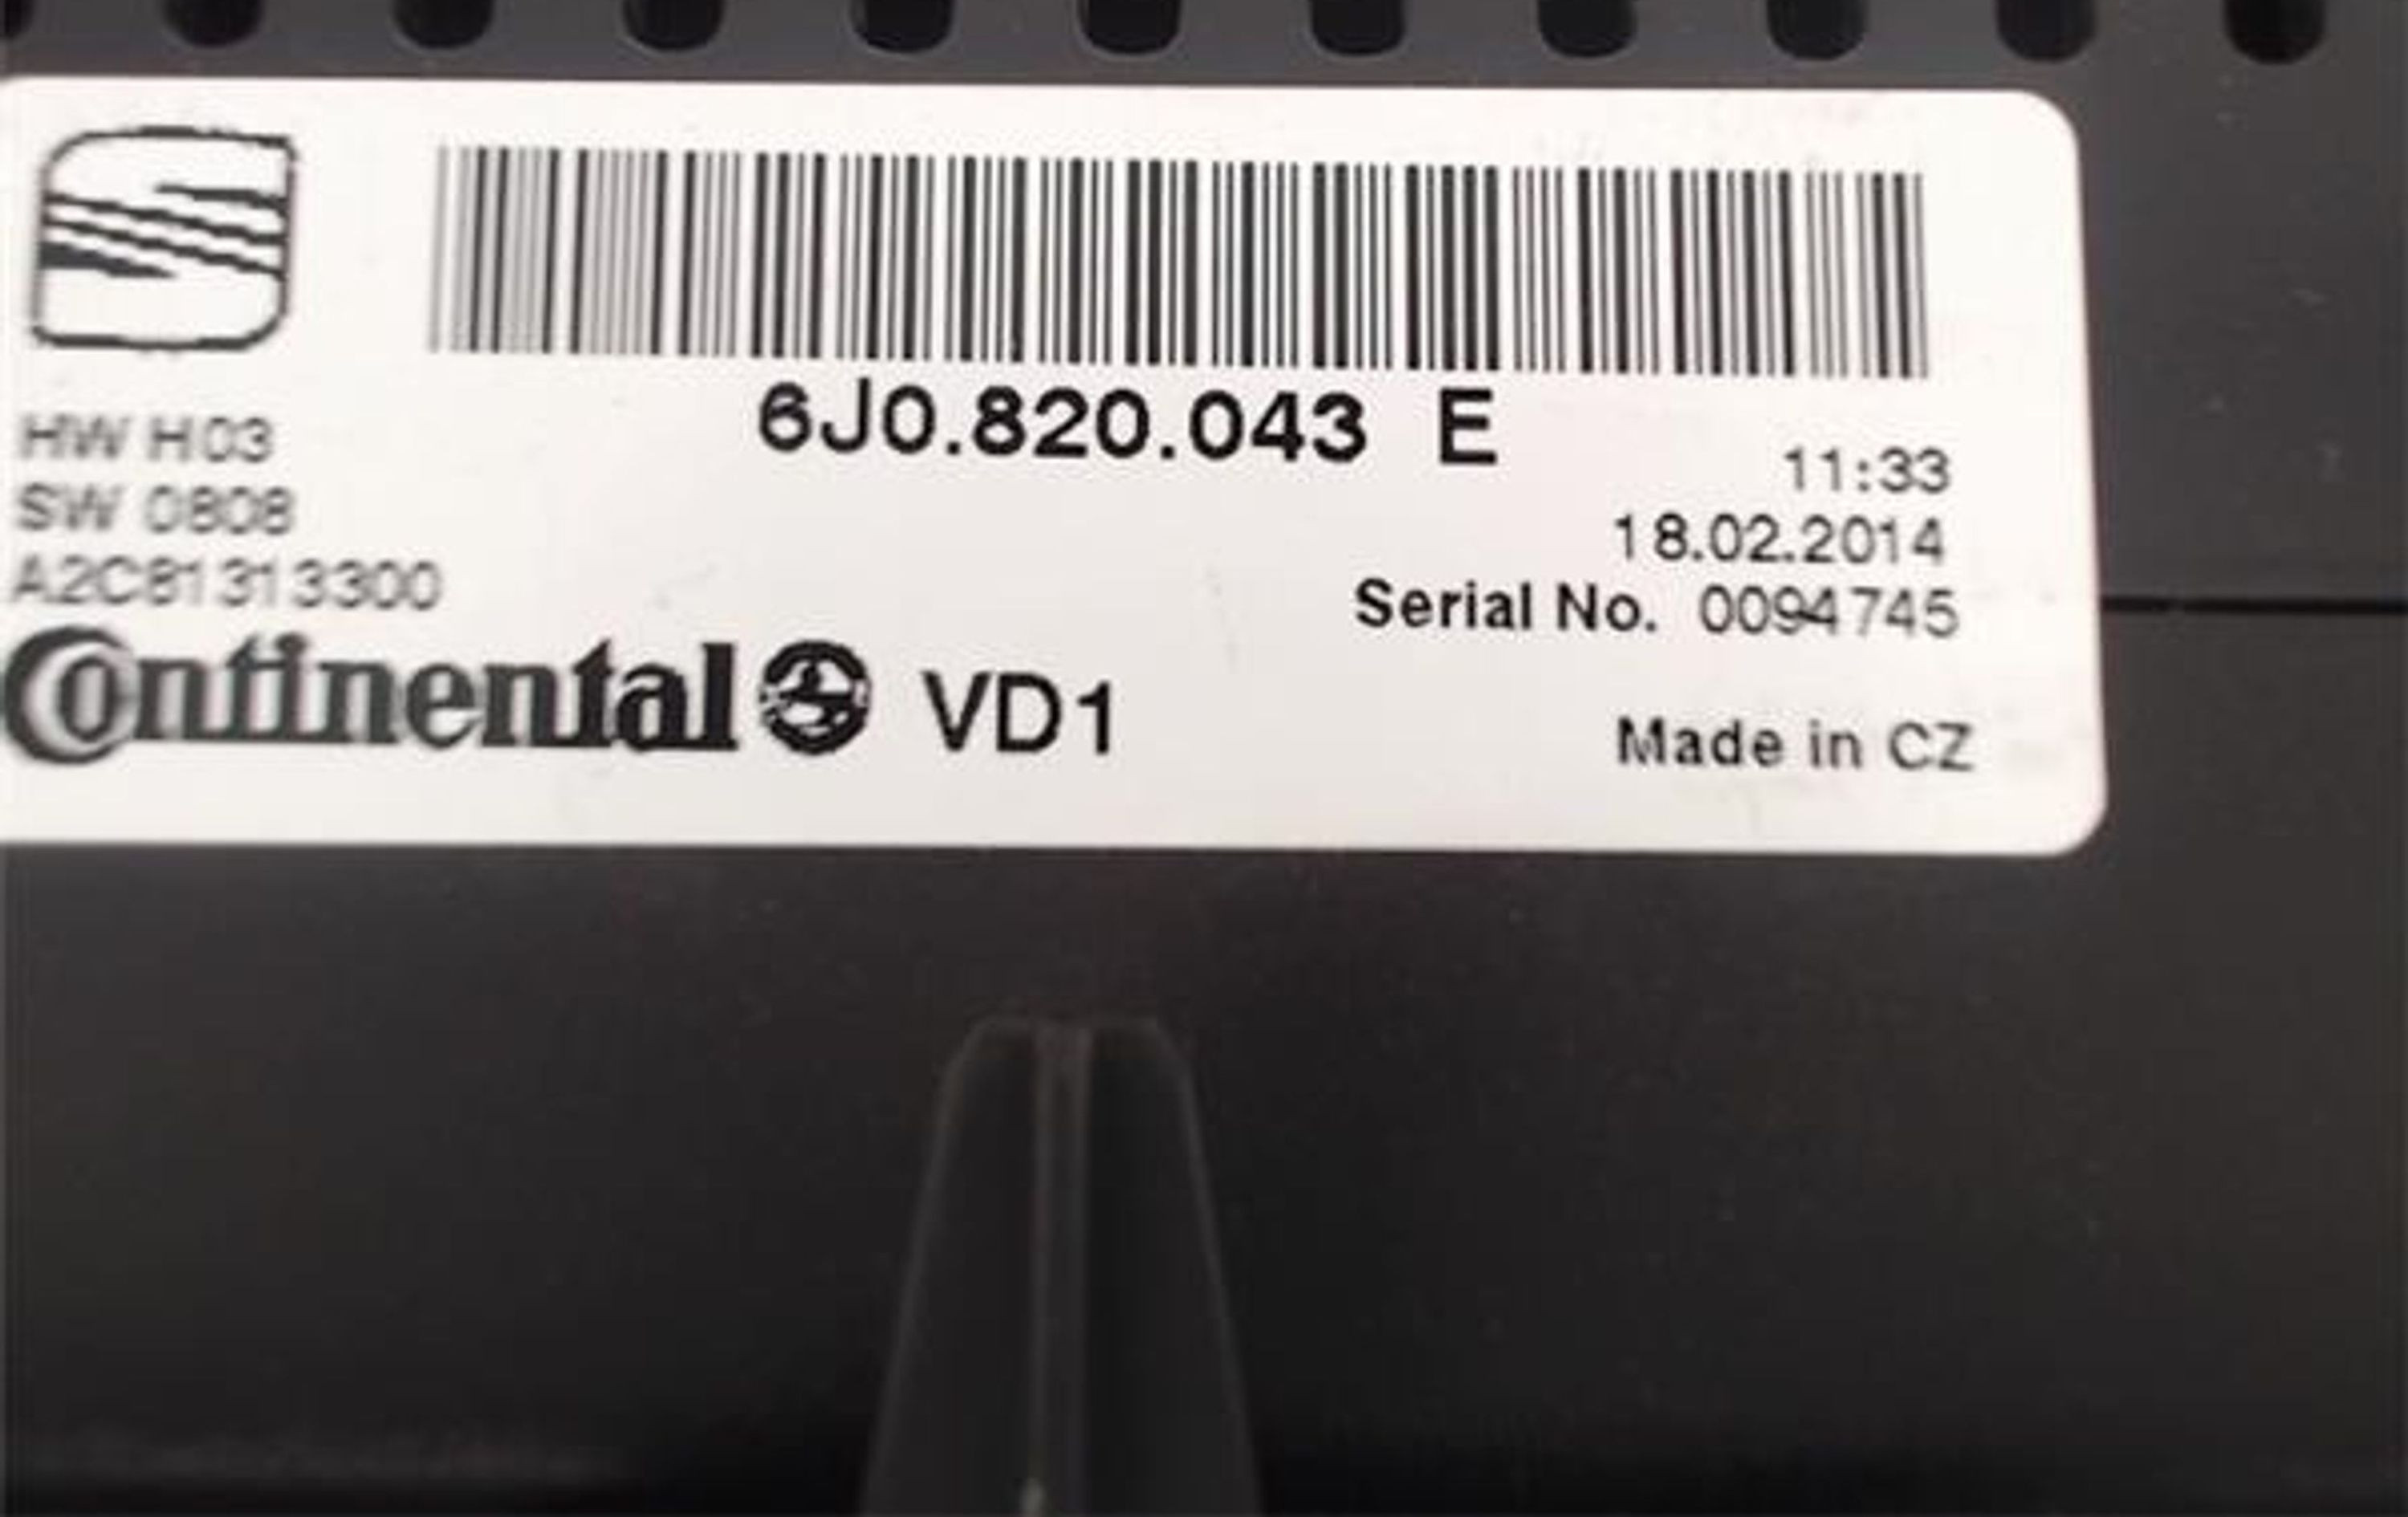 6J0.820.043 E
HW H03
SW 0808
A2C81313300
11:33
18.02.2014
Serial No. 0094745
Continental VD1
Made in CZ